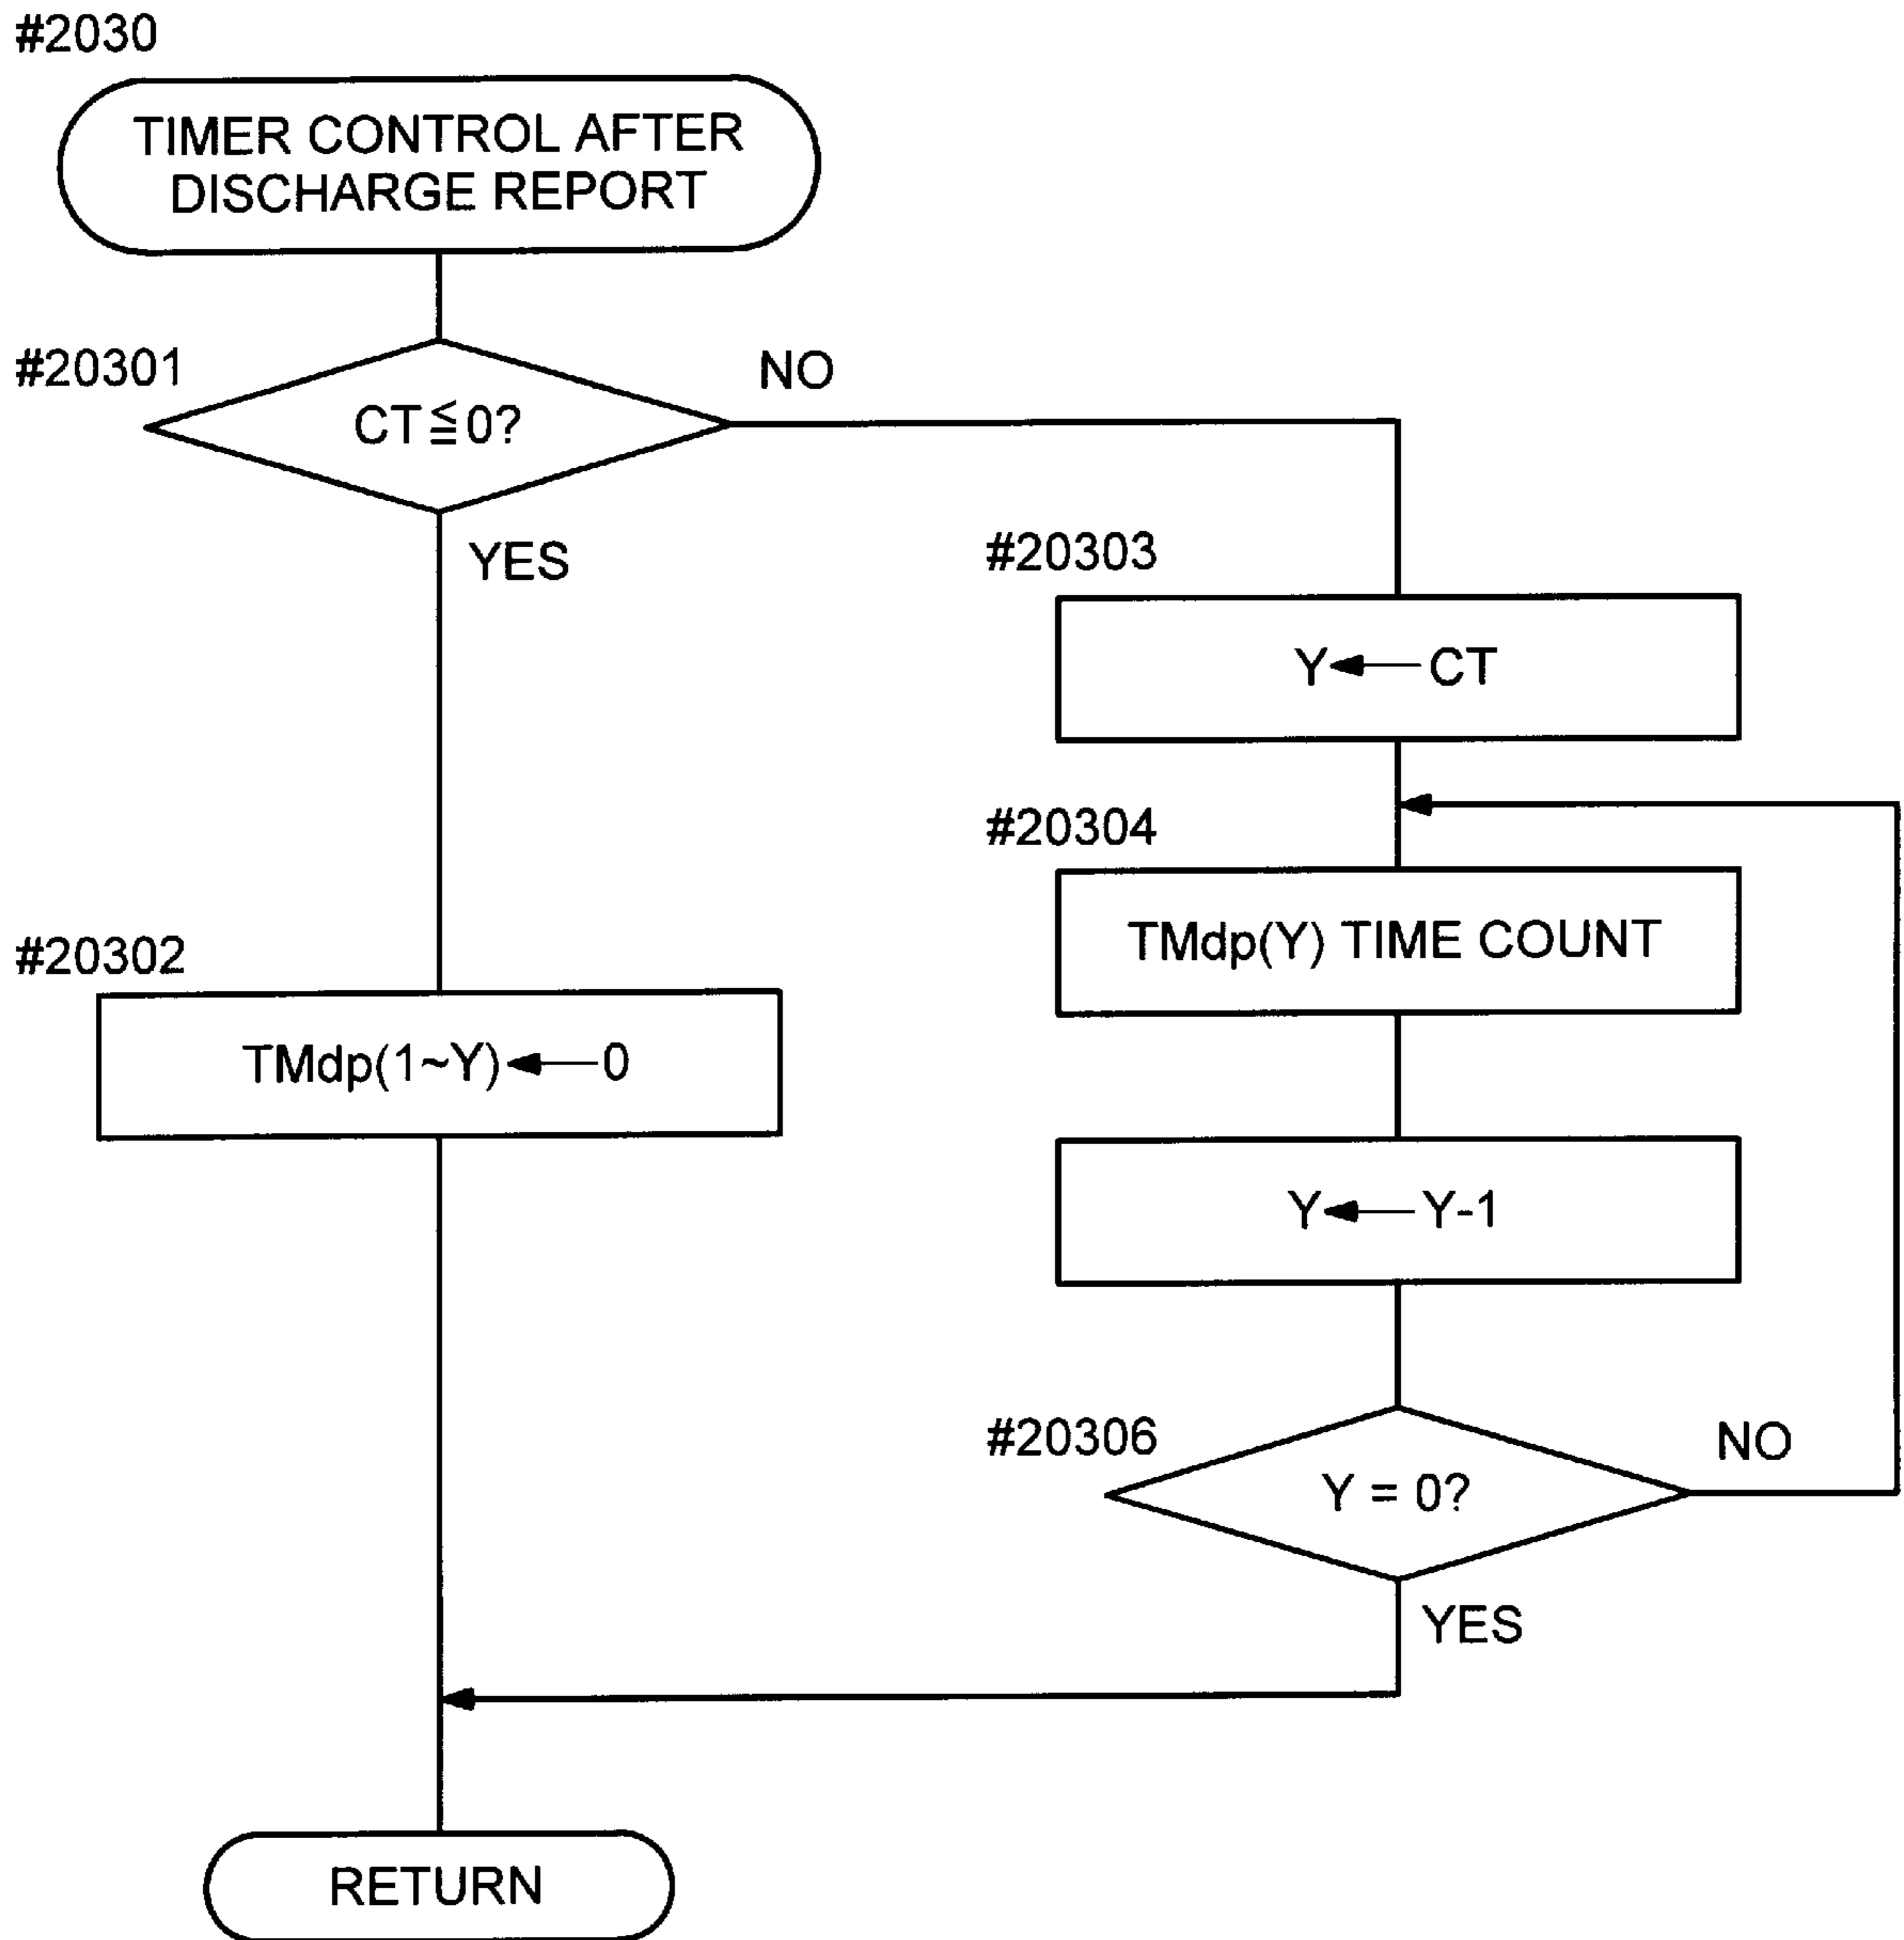 #2030
TIMER CONTROL AFTER
DISCHARGE REPORT
#20301
CT≦0?
NO
YES
#20303
Y←CT
#20304
TMdp(Y) TIME COUNT
#20302
TMdp(1~Y)←0
Y←Y-1
#20306
Y = 0?
NO
YES
RETURN